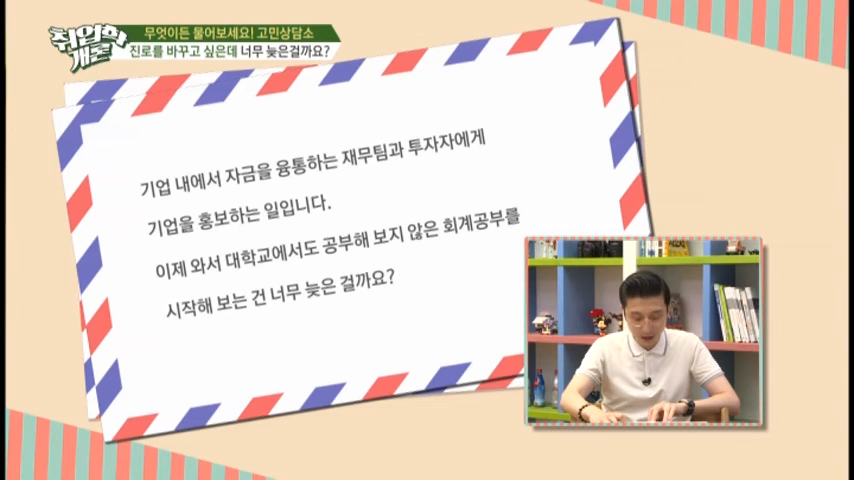 취업학개론
무엇이든 물어보세요! 고민상담소
진로를 바꾸고 싶은데 너무 늦은걸까요?
기업 내에서 자금을 융통하는 재무팀과 투자자에게
기업을 홍보하는 일입니다.
이제 와서 대학교에서도 공부해 보지 않은 회계공부를
시작해 보는 건 너무 늦은 걸까요?